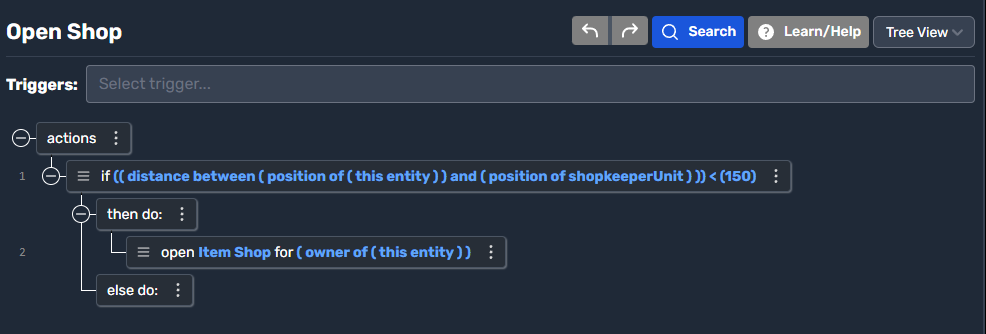 Open Shop
Search
Learn/Help
Tree View
Triggers: Select trigger...
actions
1 if (( distance between ( position of ( this entity ) ) and ( position of shopkeeperUnit ) )) < (150)
then do:
2 open Item Shop for ( owner of ( this entity ) )
else do: